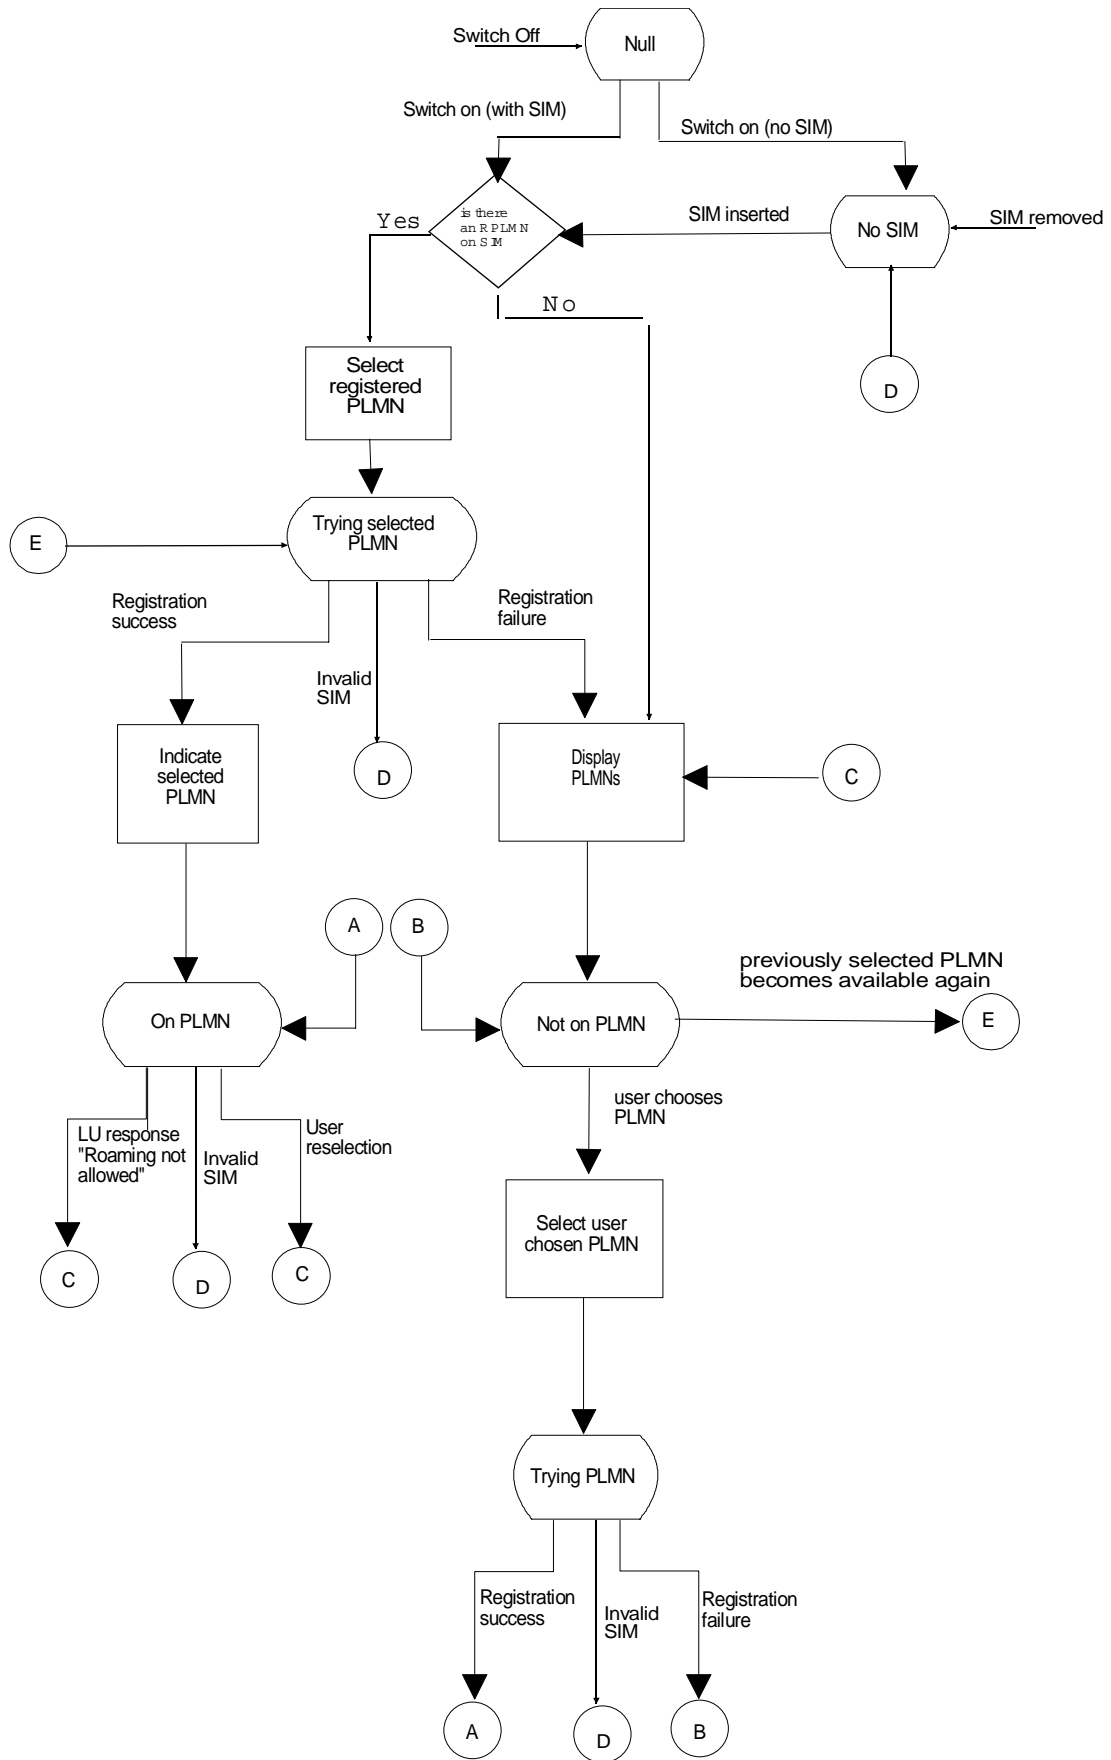 Switch Off
Null
Switch on (with SIM)
Switch on (no SIM)
Yes
is there
an RPLMN
on SIM
SIM inserted
No SIM
SIM removed
No
Select
registered
PLMN
D
E
Trying selected
PLMN
Registration
success
Invalid
SIM
Registration
failure
Indicate
selected
PLMN
D
Display
PLMNs
C
A
B
On PLMN
Not on PLMN
previously selected PLMN
becomes available again
E
LU response
"Roaming not
allowed"
Invalid
SIM
User
reselection
user chooses
PLMN
C
D
C
Select user
chosen PLMN
Trying PLMN
Registration
success
Invalid
SIM
Registration
failure
A
D
B